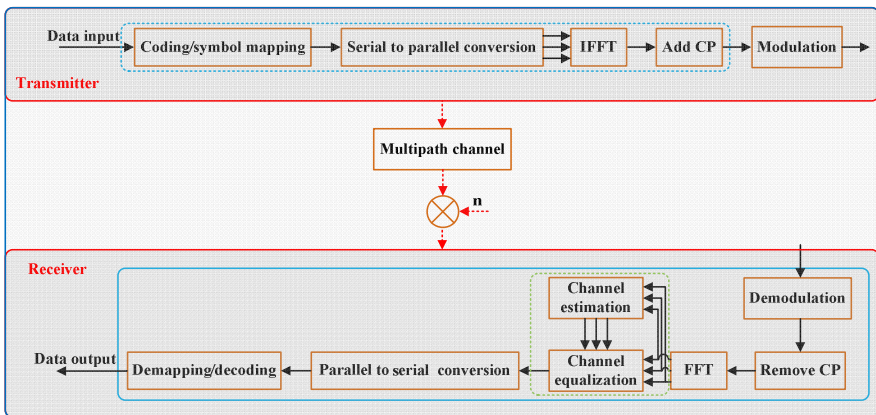 Data input
Coding/symbol mapping
Serial to parallel conversion
IFFT
Add CP
Modulation
Transmitter
Multipath channel
n
Receiver
Channel
estimation
Demodulation
Data output
Demapping/decoding
Parallel to serial conversion
Channel
equalization
FFT
Remove CP